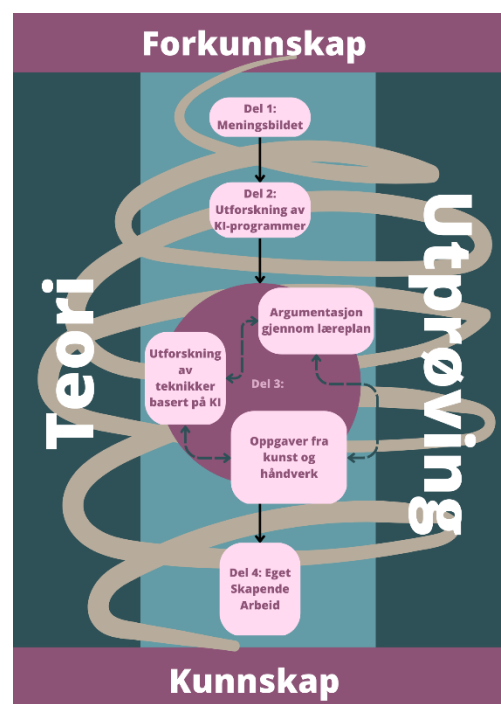 Forkunnskap
Del 1:
Meningsbildet
Del 2:
Utforskning av
KI-programmer
Teori
Utprøving
Argumentasjon
gjennom læreplan
Utforskning
av
teknikker
basert på KI
Del 3:
Oppgaver fra
kunst og
håndverk
Del 4: Eget
Skapende
Arbeid
Kunnskap